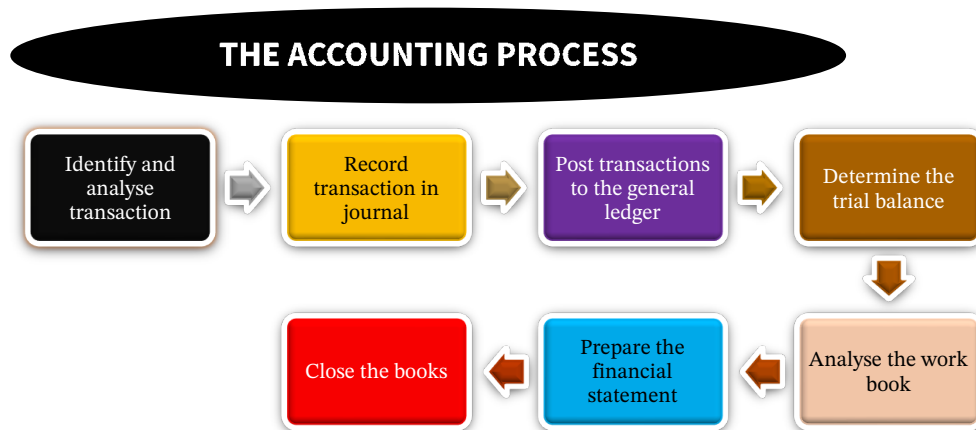 THE ACCOUNTING PROCESS
Identify and
analyse
transaction
Record
transaction in
journal
Post transactions
to the general
ledger
Determine the
trial balance
Analyse the work
book
Prepare the
financial
statement
Close the books